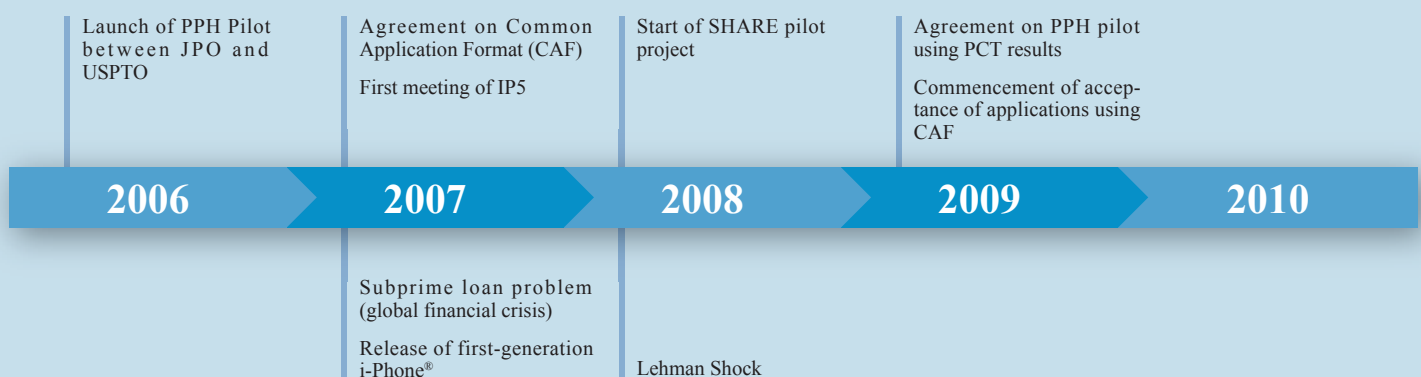 Launch of PPH Pilot
between JPO and
USPTO
Agreement on Common
Application Format (CAF)
First meeting of IP5
Start of SHARE pilot
project
Agreement on PPH pilot
using PCT results
Commencement of accep-
tance of applications using
CAF
2006
2007
2008
2009
2010
Subprime loan problem
(global financial crisis)
Release of first-generation
i-Phone®
Lehman Shock